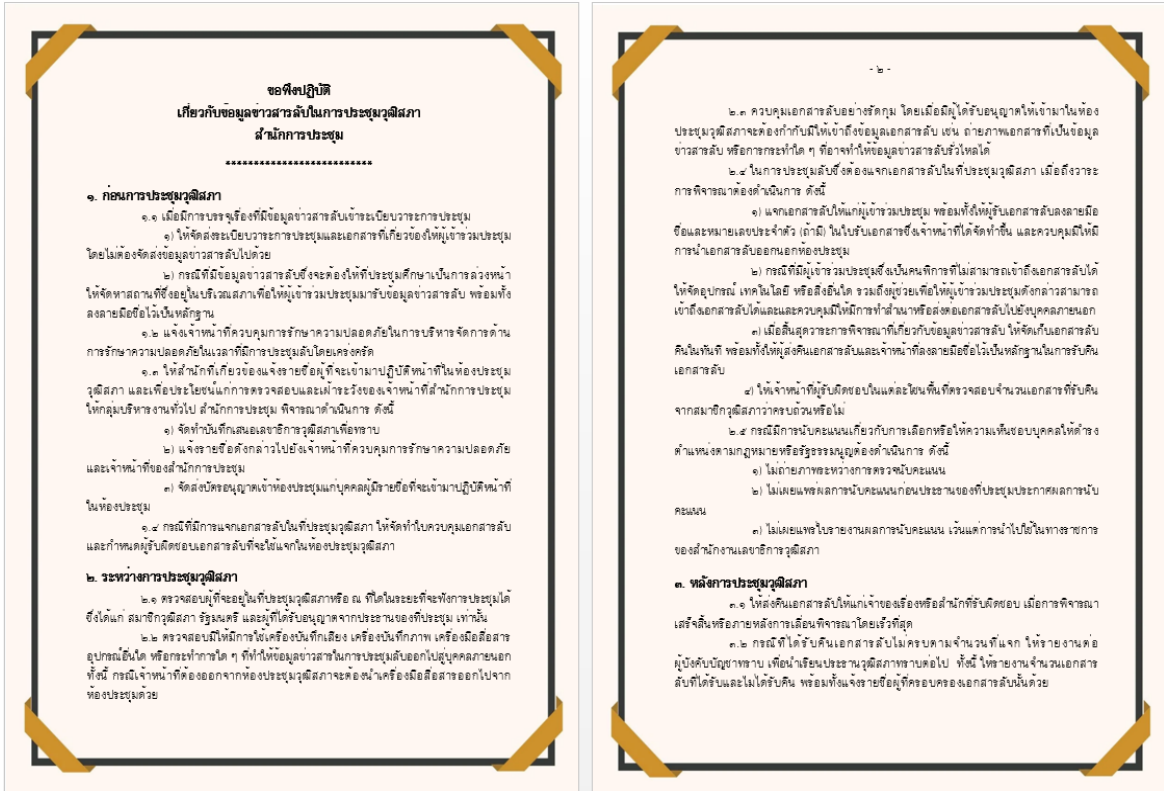 ข้อพึงปฏิบัติ
เกี่ยวกับข้อมูลข่าวสารลับในการประชุมวุฒิสภา
สำนักการประชุม
**************************
๑. ก่อนการประชุมวุฒิสภา
๑.๑ เมื่อมีการบรรจุเรื่องที่มีข้อมูลข่าวสารลับเข้าระเบียบวาระการประชุม
๑) ให้จัดส่งระเบียบวาระการประชุมและเอกสารที่เกี่ยวข้องให้ผู้เข้าร่วมประชุม
โดยไม่ต้องจัดส่งข้อมูลข่าวสารลับไปด้วย
๒) กรณีที่มีข้อมูลข่าวสารลับซึ่งจะต้องให้ที่ประชุมศึกษาเป็นการล่วงหน้า
ให้จัดหาสถานที่ซึ่งอยู่ในบริเวณสภาเพื่อให้ผู้เข้าร่วมประชุมมารับข้อมูลข่าวสารลับ พร้อมทั้ง
ลงลายมือชื่อไว้เป็นหลักฐาน
๑.๒ แจ้งเจ้าหน้าที่ควบคุมการรักษาความปลอดภัยในการบริหารจัดการด้าน
การรักษาความปลอดภัยในเวลาที่มีการประชุมลับโดยเคร่งครัด
๑.๓ ให้สำนักที่เกี่ยวข้องแจ้งรายชื่อผู้ที่จะเข้ามาปฏิบัติหน้าที่ในห้องประชุม
วุฒิสภา และเพื่อประโยชน์แก่การตรวจสอบและเฝ้าระวังของเจ้าหน้าที่สำนักการประชุม
ให้กลุ่มบริหารงานทั่วไป สำนักการประชุม พิจารณาดำเนินการ ดังนี้
๑) จัดทำบันทึกเสนอเลขาธิการวุฒิสภาเพื่อทราบ
๒) แจ้งรายชื่อดังกล่าวไปยังเจ้าหน้าที่ควบคุมการรักษาความปลอดภัย
และเจ้าหน้าที่ของสำนักการประชุม
๓) จัดส่งบัตรอนุญาตเข้าห้องประชุมแก่บุคคลผู้มีรายชื่อที่จะเข้ามาปฏิบัติหน้าที่
ในห้องประชุม
๑.๔ กรณีที่มีการแจกเอกสารลับในที่ประชุมวุฒิสภา ให้จัดทำใบควบคุมเอกสารลับ
และกำหนดผู้รับผิดชอบเอกสารลับที่จะใช้แจกในห้องประชุมวุฒิสภา
๒. ระหว่างการประชุมวุฒิสภา
๒.๑ ตรวจสอบผู้ที่จะอยู่ในที่ประชุมวุฒิสภาหรือ ณ ที่ใดในระยะที่จะฟังการประชุมได้
ซึ่งได้แก่ สมาชิกวุฒิสภา รัฐมนตรี และผู้ที่ได้รับอนุญาตจากประธานของที่ประชุม เท่านั้น
๒.๒ ตรวจสอบมิให้มีการใช้เครื่องบันทึกเสียง เครื่องบันทึกภาพ เครื่องมือสื่อสาร
อุปกรณ์อื่นใด หรือกระทำการใด ๆ ที่ทำให้ข้อมูลข่าวสารในการประชุมลับออกไปสู่บุคคลภายนอก
ทั้งนี้ กรณีเจ้าหน้าที่ต้องออกจากห้องประชุมวุฒิสภาจะต้องนำเครื่องมือสื่อสารออกไปจาก
ห้องประชุมด้วย
- ๒ -
๒.๓ ควบคุมเอกสารลับอย่างรัดกุม โดยเมื่อมีผู้ได้รับอนุญาตให้เข้ามาในห้อง
ประชุมวุฒิสภาจะต้องกำกับมิให้เข้าถึงข้อมูลเอกสารลับ เช่น ถ่ายภาพเอกสารที่เป็นข้อมูล
ข่าวสารลับ หรือการกระทำใด ๆ ที่อาจทำให้ข้อมูลข่าวสารลับรั่วไหลได้
๒.๔ ในการประชุมลับซึ่งต้องแจกเอกสารลับในที่ประชุมวุฒิสภา เมื่อถึงวาระ
การพิจารณาต้องดำเนินการ ดังนี้
๑) แจกเอกสารลับให้แก่ผู้เข้าร่วมประชุม พร้อมทั้งให้ผู้รับเอกสารลับลงลายมือ
ชื่อและหมายเลขประจำตัว (ถ้ามี) ในใบรับเอกสารซึ่งเจ้าหน้าที่ได้จัดทำขึ้น และควบคุมมิให้มี
การนำเอกสารลับออกนอกห้องประชุม
๒) กรณีที่มีผู้เข้าร่วมประชุมซึ่งเป็นคนพิการที่ไม่สามารถเข้าถึงเอกสารลับได้
ให้จัดอุปกรณ์ เทคโนโลยี หรือสิ่งอื่นใด รวมถึงผู้ช่วยเพื่อให้ผู้เข้าร่วมประชุมดังกล่าวสามารถ
เข้าถึงเอกสารลับได้และและควบคุมมิให้มีการทำสำเนาหรือส่งต่อเอกสารลับไปยังบุคคลภายนอก
๓) เมื่อสิ้นสุดวาระการพิจารณาที่เกี่ยวกับข้อมูลข่าวสารลับ ให้จัดเก็บเอกสารลับ
คืนในทันที พร้อมทั้งให้ผู้ส่งคืนเอกสารลับและเจ้าหน้าที่ลงลายมือชื่อไว้เป็นหลักฐานในการรับคืน
เอกสารลับ
๔) ให้เจ้าหน้าที่ผู้รับผิดชอบในแต่ละโซนพื้นที่ตรวจสอบจำนวนเอกสารที่รับคืน
จากสมาชิกวุฒิสภาว่าครบถ้วนหรือไม่
๒.๕ กรณีมีการนับคะแนนเกี่ยวกับการเลือกหรือให้ความเห็นชอบบุคคลให้ดำรง
ตำแหน่งตามกฎหมายหรือรัฐธรรมนูญต้องดำเนินการ ดังนี้
๑) ไม่ถ่ายภาพระหว่างการตรวจนับคะแนน
๒) ไม่เผยแพร่ผลการนับคะแนนก่อนประธานของที่ประชุมประกาศผลการนับ
คะแนน
๓) ไม่เผยแพร่ใบรายงานผลการนับคะแนน เว้นแต่การนำไปใช้ในทางราชการ
ของสำนักงานเลขาธิการวุฒิสภา
๓. หลังการประชุมวุฒิสภา
๓.๑ ให้ส่งคืนเอกสารลับให้แก่เจ้าของเรื่องหรือสำนักที่รับผิดชอบ เมื่อการพิจารณา
เสร็จสิ้นหรือภายหลังการเลื่อนพิจารณาโดยเร็วที่สุด
๓.๒ กรณีที่ได้รับคืนเอกสารลับไม่ครบตามจำนวนที่แจก ให้รายงานต่อ
ผู้บังคับบัญชาทราบ เพื่อนำเรียนประธานวุฒิสภาทราบต่อไป ทั้งนี้ ให้รายงานจำนวนเอกสาร
ลับที่ได้รับและไม่ได้รับคืน พร้อมทั้งแจ้งรายชื่อผู้ที่ครอบครองเอกสารลับนั้นด้วย